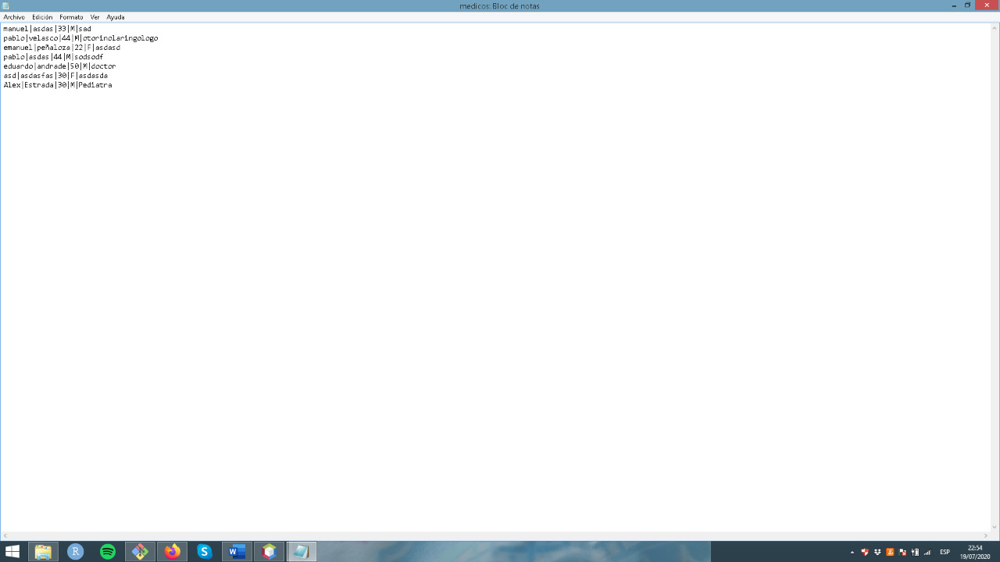 medicos: Bloc de notas
Archivo Edición Formato Ver Ayuda
manuel|asdas|33|M|sad
pablo|velasco|44|M|otorinolaringologo
emanuel|peñaloza|22|F|asdasd
pablo|asdas|44|M|sodsodf
eduardo|andrade|50|M|doctor
asd|asdasfas|30|F|asdasda
Alex|Estrada|30|M|Pediatra
ESP
22:54
19/07/2020